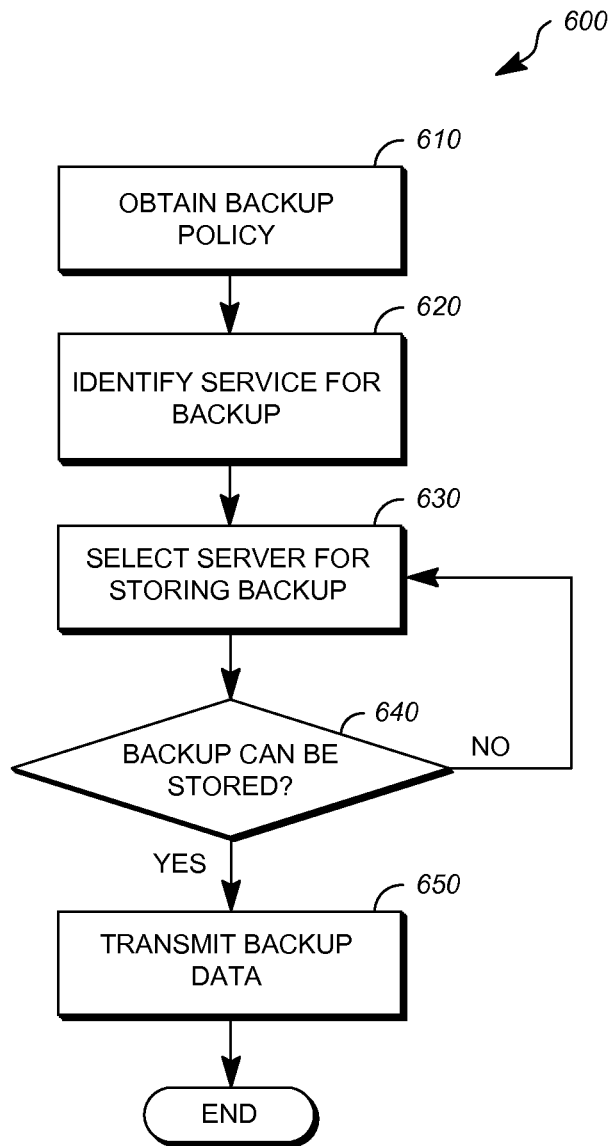 600
610
OBTAIN BACKUP
POLICY
620
IDENTIFY SERVICE FOR
BACKUP
630
SELECT SERVER FOR
STORING BACKUP
640
BACKUP CAN BE
STORED?
NO
YES
650
TRANSMIT BACKUP
DATA
END